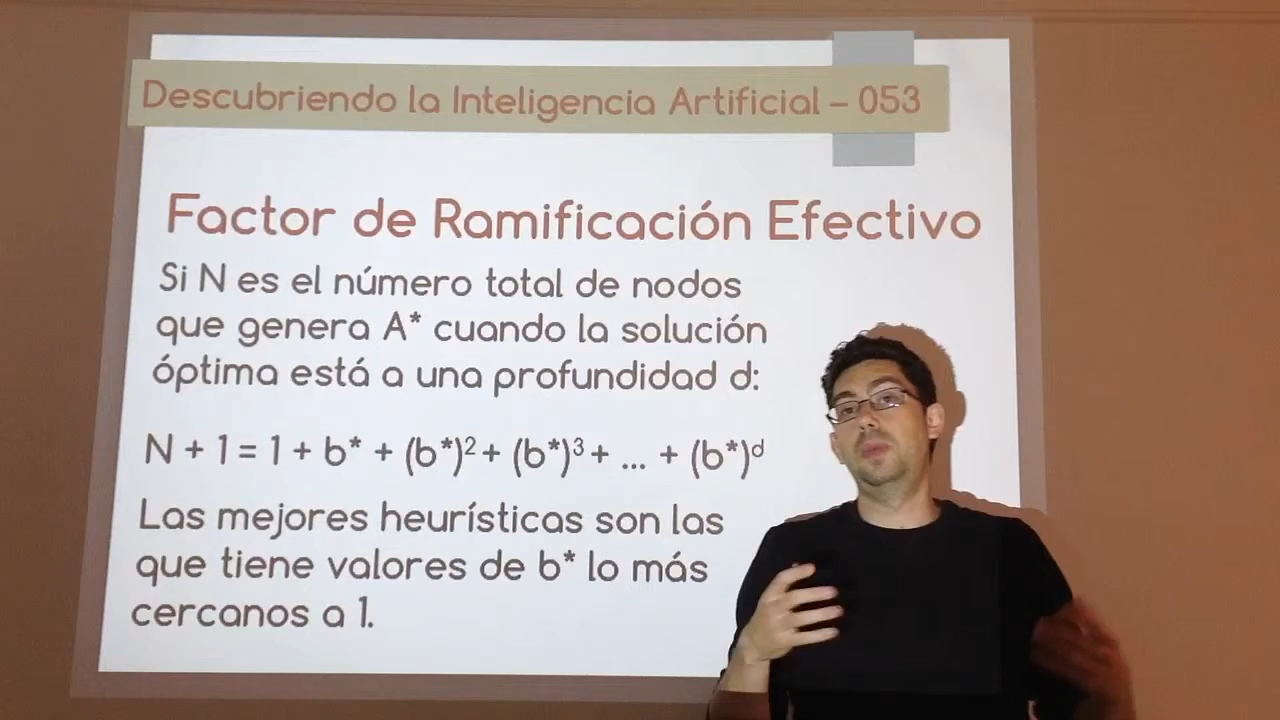 Descubriendo la Inteligencia Artificial – 053
Factor de Ramificación Efectivo
Si N es el número total de nodos
que genera A* cuando la solución
óptima está a una profundidad d:
N + 1 = 1 + b* + (b*)² + (b*)³ + ... + (b*)ᵈ
Las mejores heurísticas son las
que tiene valores de b* lo más
cercanos a 1.